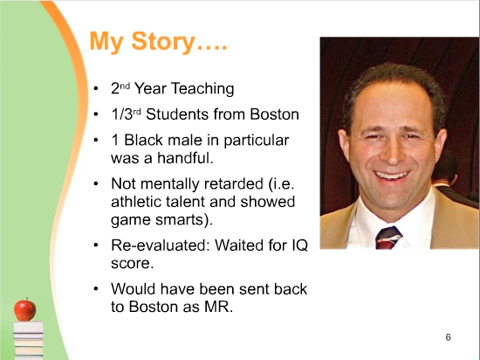 My Story….
• 2nd Year Teaching
• 1/3rd Students from Boston
• 1 Black male in particular
was a handful.
• Not mentally retarded (i.e.
athletic talent and showed
game smarts).
• Re-evaluated: Waited for IQ
score.
• Would have been sent back
to Boston as MR.
6